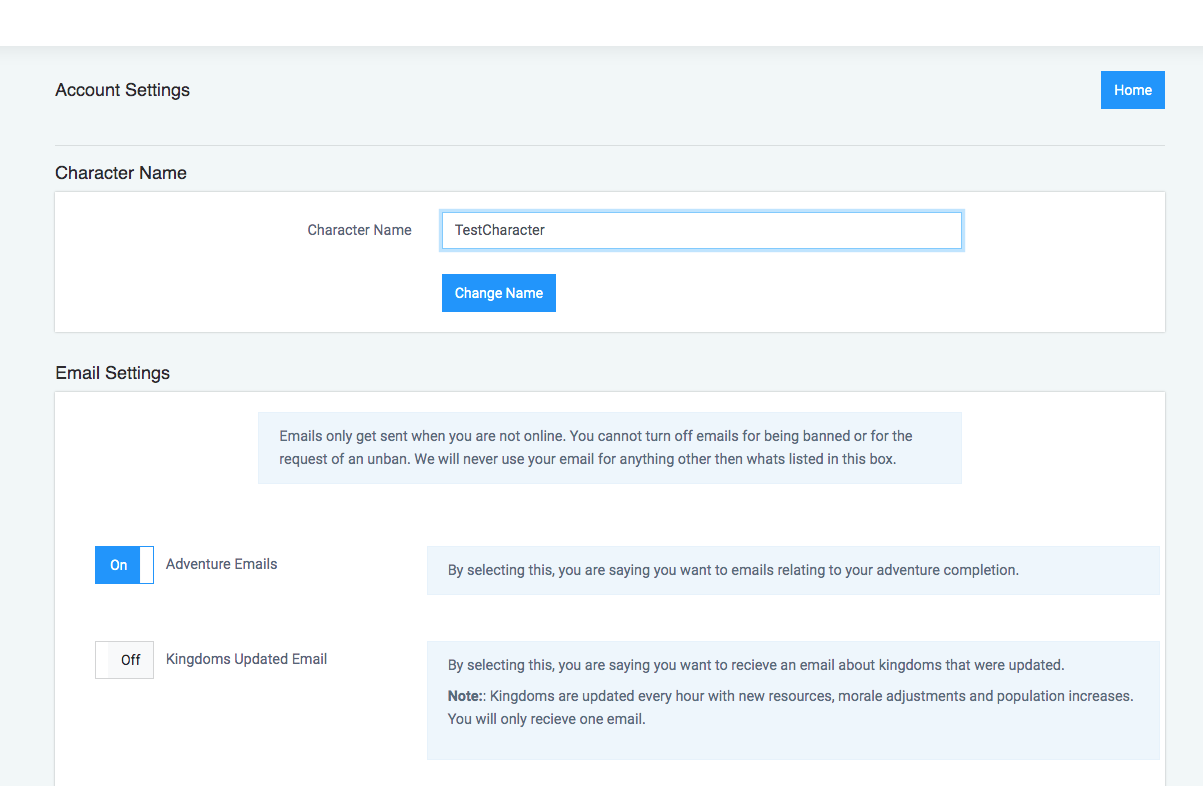 Account Settings
Home
Character Name
Character Name
TestCharacter
Change Name
Email Settings
Emails only get sent when you are not online. You cannot turn off emails for being banned or for the
request of an unban. We will never use your email for anything other then whats listed in this box.
On
Adventure Emails
By selecting this, you are saying you want to emails relating to your adventure completion.
Off
Kingdoms Updated Email
By selecting this, you are saying you want to recieve an email about kingdoms that were updated.
Note:: Kingdoms are updated every hour with new resources, morale adjustments and population increases.
You will only recieve one email.